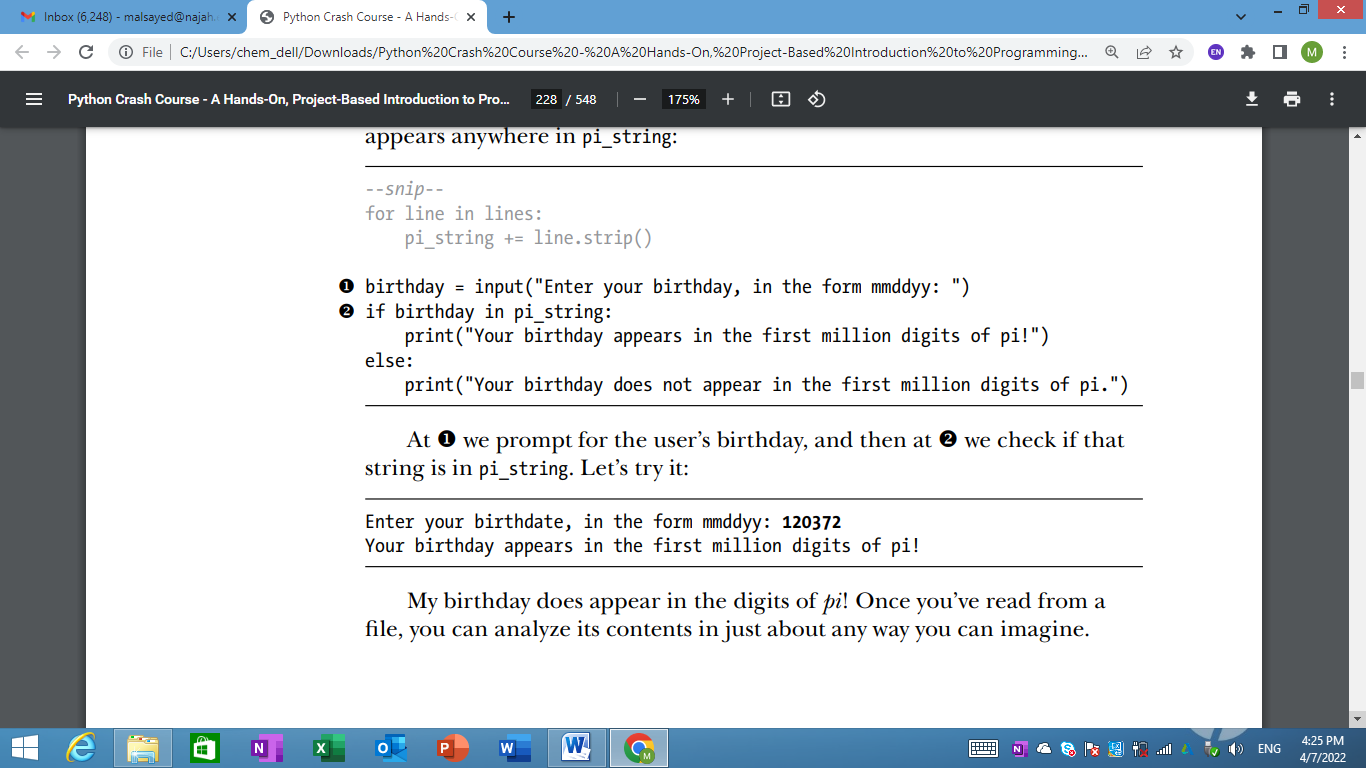 Inbox (6,248) - malsayed@najah.
Python Crash Course - A Hands-
File
C:/Users/chem_dell/Downloads/Python%20Crash%20Course%20-%20A%20Hands-On,%20Project-Based%20Introduction%20to%20Programming...
EN
M
Python Crash Course - A Hands-On, Project-Based Introduction to Pro...
228 / 548
175%
appears anywhere in pi_string:
--snip--
for line in lines:
    pi_string += line.strip()
❶ birthday = input("Enter your birthday, in the form mmddyy: ")
❷ if birthday in pi_string:
    print("Your birthday appears in the first million digits of pi!")
else:
    print("Your birthday does not appear in the first million digits of pi.")
At ❶ we prompt for the user’s birthday, and then at ❷ we check if that
string is in pi_string. Let’s try it:
Enter your birthdate, in the form mmddyy: 120372
Your birthday appears in the first million digits of pi!
My birthday does appear in the digits of pi! Once you’ve read from a
file, you can analyze its contents in just about any way you can imagine.
ENG
4:25 PM
4/7/2022